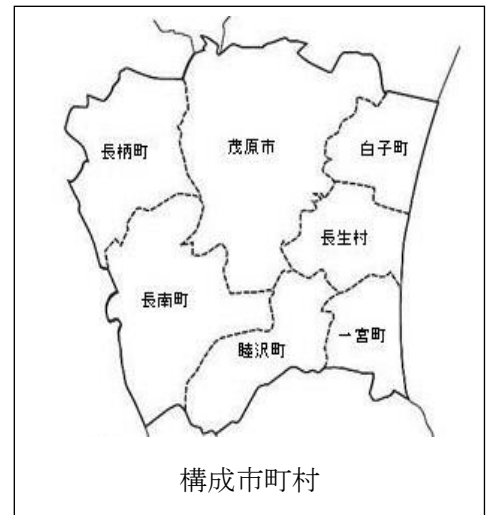 長柄町
茂原市
白子町
長生村
長南町
睦沢町
一宮町
構成市町村